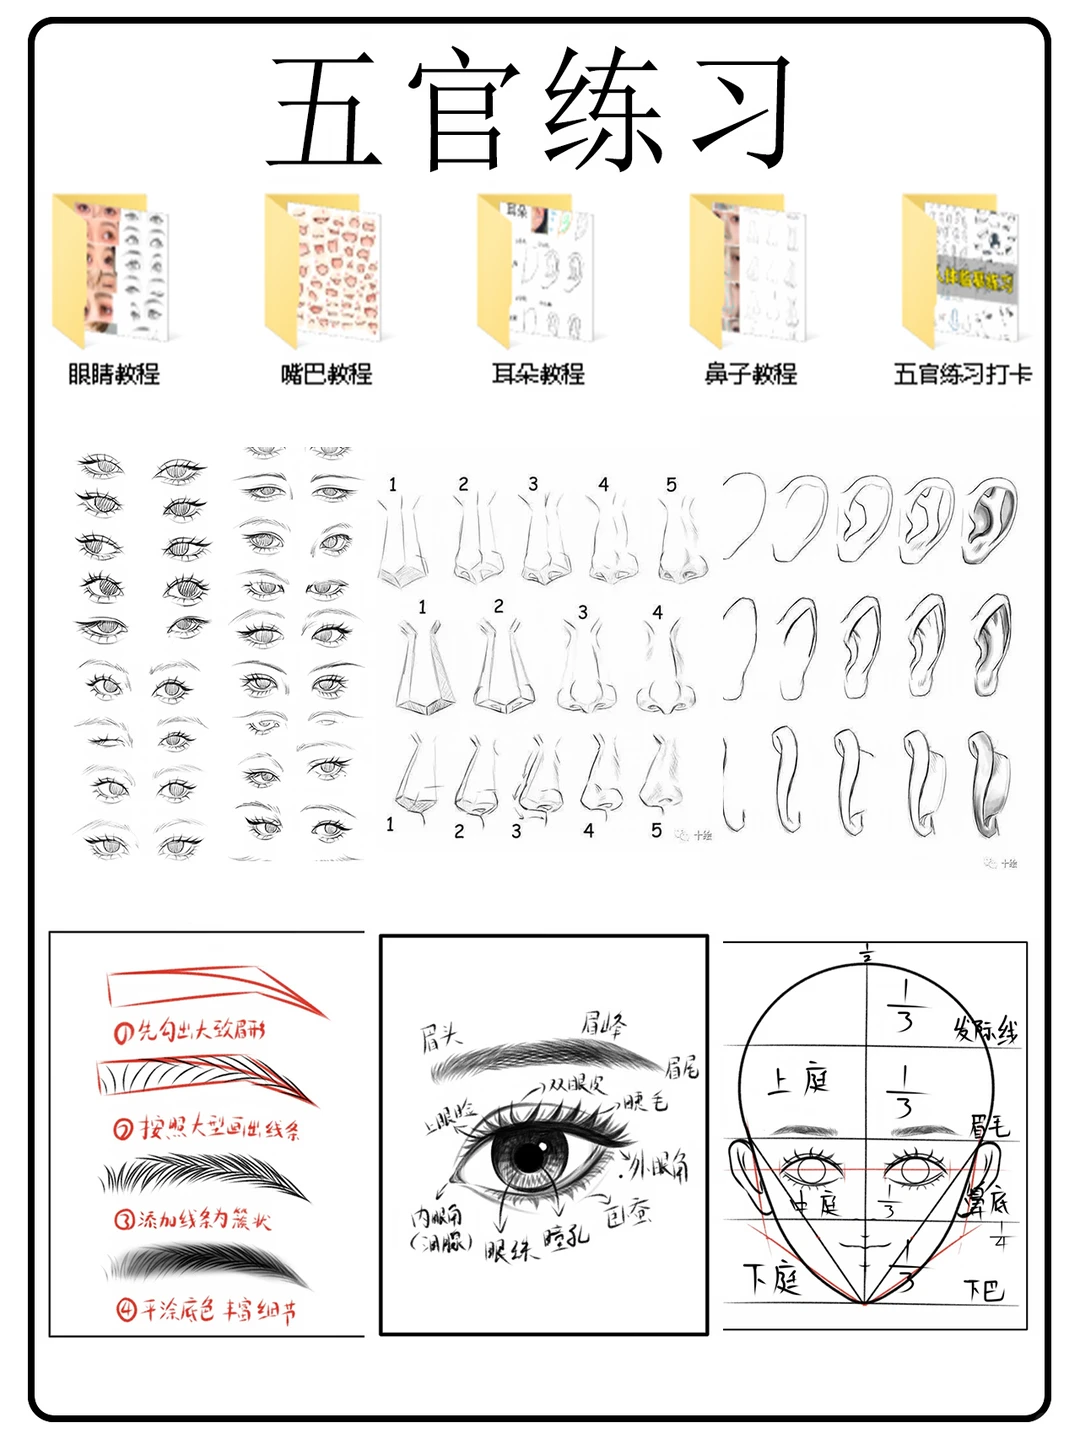 五官练习
眼睛教程
嘴巴教程
耳朵教程
鼻子教程
五官练习打卡
耳朵
1 2 3 4 5
1 2 3 4
1 2 3 4 5
十绘
十绘
①先勾出大致眉形
②按照大型画出线条
③添加线条为簇状
④平涂底色 丰富细节
眉头
眉峰
眉尾
双眼皮
睫毛
上眼睑
外眼角
内眼角
(泪腺)
眼珠
瞳孔
卧蚕
1/2
1/3
发际线
上庭
1/3
眉毛
中庭
1/3
鼻底
1/4
下庭
1/3
下巴